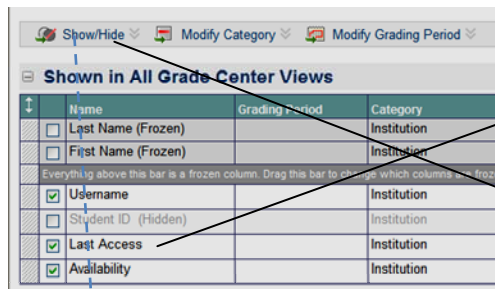 Show/Hide Modify Category Modify Grading Period
Shown in All Grade Center Views
Name Grading Period Category
Last Name (Frozen) Institution
First Name (Frozen) Institution
Everything above this bar is a frozen column. Drag this bar to change which columns are froz
Username Institution
Student ID (Hidden) Institution
Last Access Institution
Availability Institution